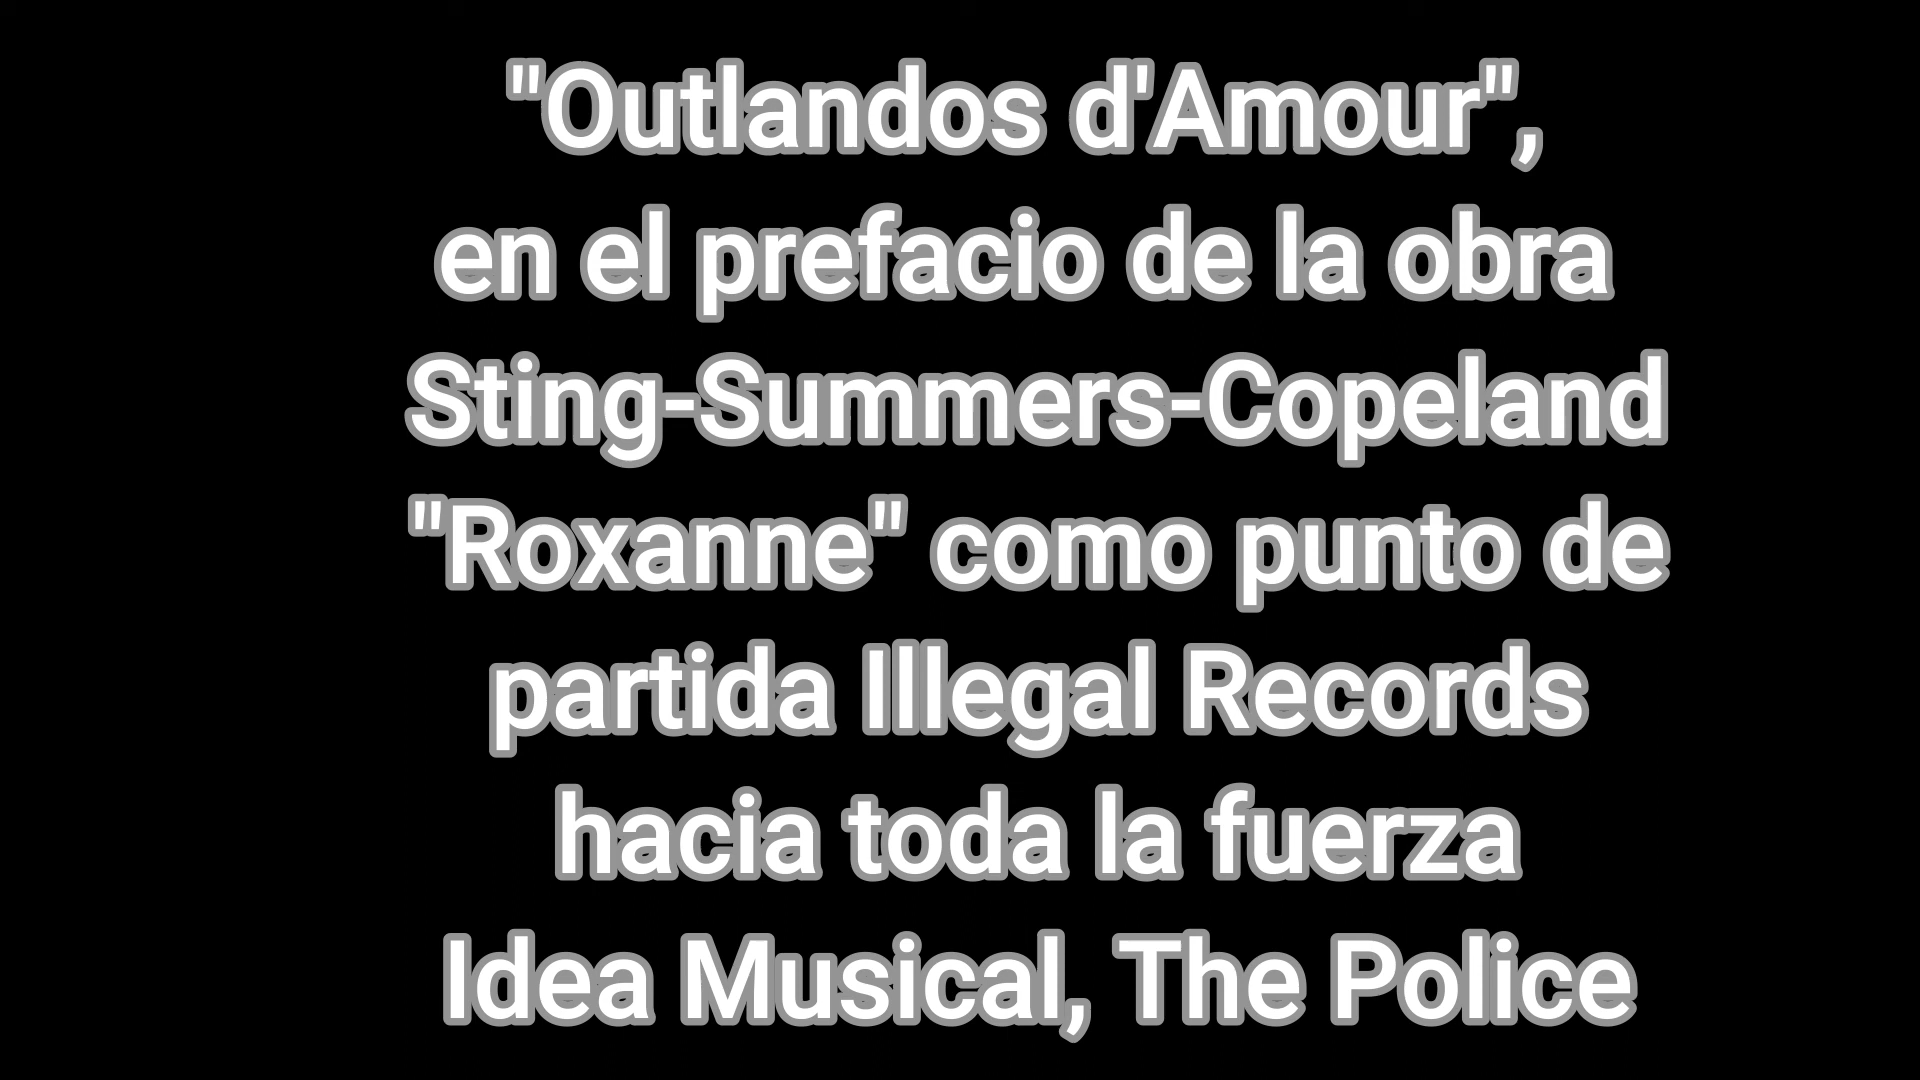 "Outlandos d'Amour",
en el prefacio de la obra
Sting-Summers-Copeland
"Roxanne" como punto de
partida Illegal Records
hacia toda la fuerza
Idea Musical, The Police